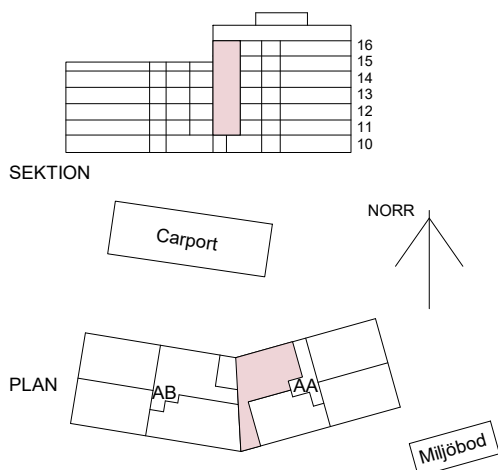 16
15
14
13
12
11
10
SEKTION
NORR
Carport
PLAN
AB
AA
Miljöbod